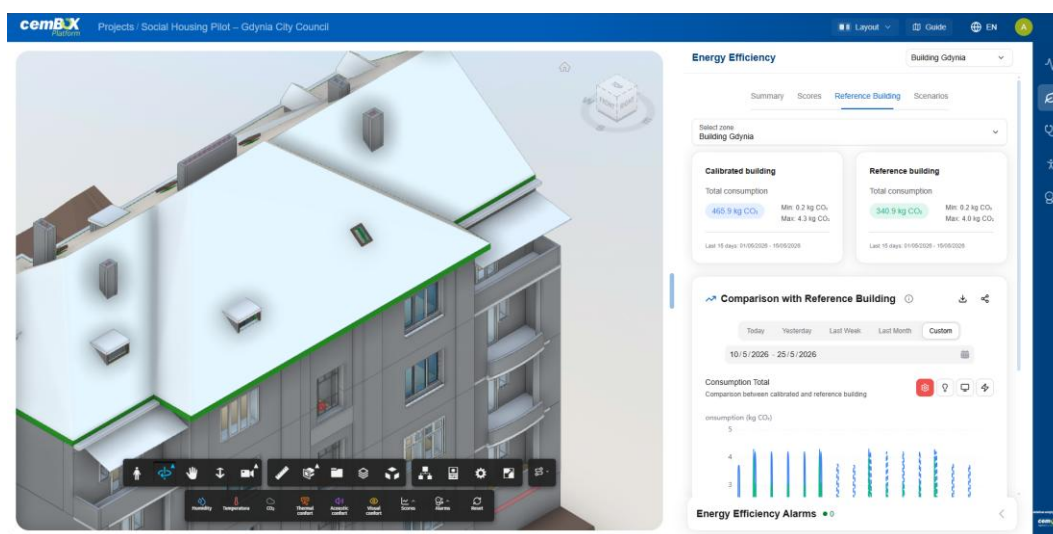 cemBOX
Platform
Projects / Social Housing Pilot – Gdynia City Council
Layout
Guide
EN
A
Energy Efficiency
Building Gdynia
Summary
Scores
Reference Building
Scenarios
Select zone
Building Gdynia
Calibrated building
Total consumption
465.9 kg CO₂
Min: 0.2 kg CO₂
Max: 4.3 kg CO₂
Last 15 days: 01/05/2026 - 15/05/2026
Reference building
Total consumption
340.9 kg CO₂
Min: 0.2 kg CO₂
Max: 4.0 kg CO₂
Last 15 days: 01/05/2026 - 15/05/2026
Comparison with Reference Building
Today
Yesterday
Last Week
Last Month
Custom
10/5/2026 - 25/5/2026
Consumption Total
Comparison between calibrated and reference building
onsumption (kg CO₂)
5
4
3
Energy Efficiency Alarms
0
Humidity
Temperature
CO₂
Thermal
comfort
Acoustic
comfort
Visual
comfort
Scores
Alarms
Reset